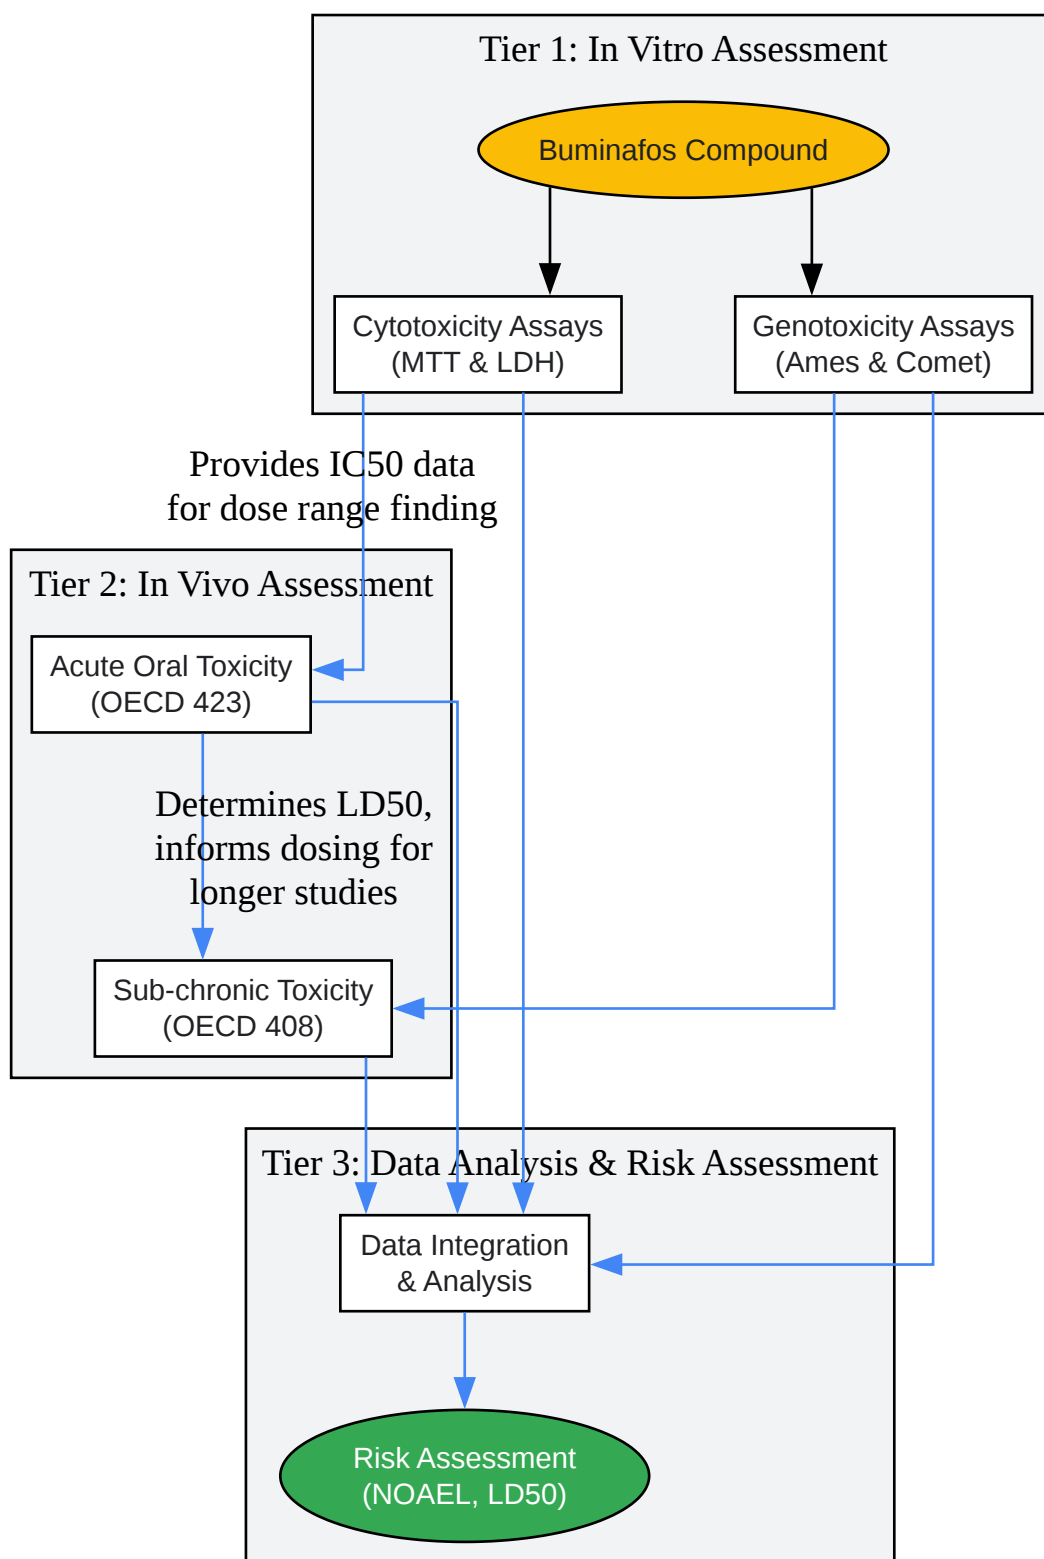 Tier 1: In Vitro Assessment
Buminafos Compound
Cytotoxicity Assays
(MTT & LDH)
Genotoxicity Assays
(Ames & Comet)
Provides IC50 data
for dose range finding
Tier 2: In Vivo Assessment
Acute Oral Toxicity
(OECD 423)
Determines LD50,
informs dosing for
longer studies
Sub-chronic Toxicity
(OECD 408)
Tier 3: Data Analysis & Risk Assessment
Data Integration
& Analysis
Risk Assessment
(NOAEL, LD50)